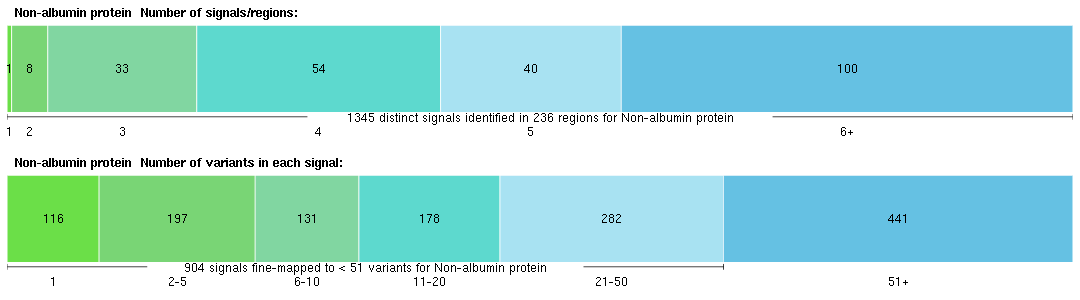 Non-albumin protein Number of signals/regions:
1 8 33 54 40 100
1345 distinct signals identified in 236 regions for Non-albumin protein
1 2 3 4 5 6+
Non-albumin protein Number of variants in each signal:
116 197 131 178 282 441
904 signals fine-mapped to < 51 variants for Non-albumin protein
1 2-5 6-10 11-20 21-50 51+